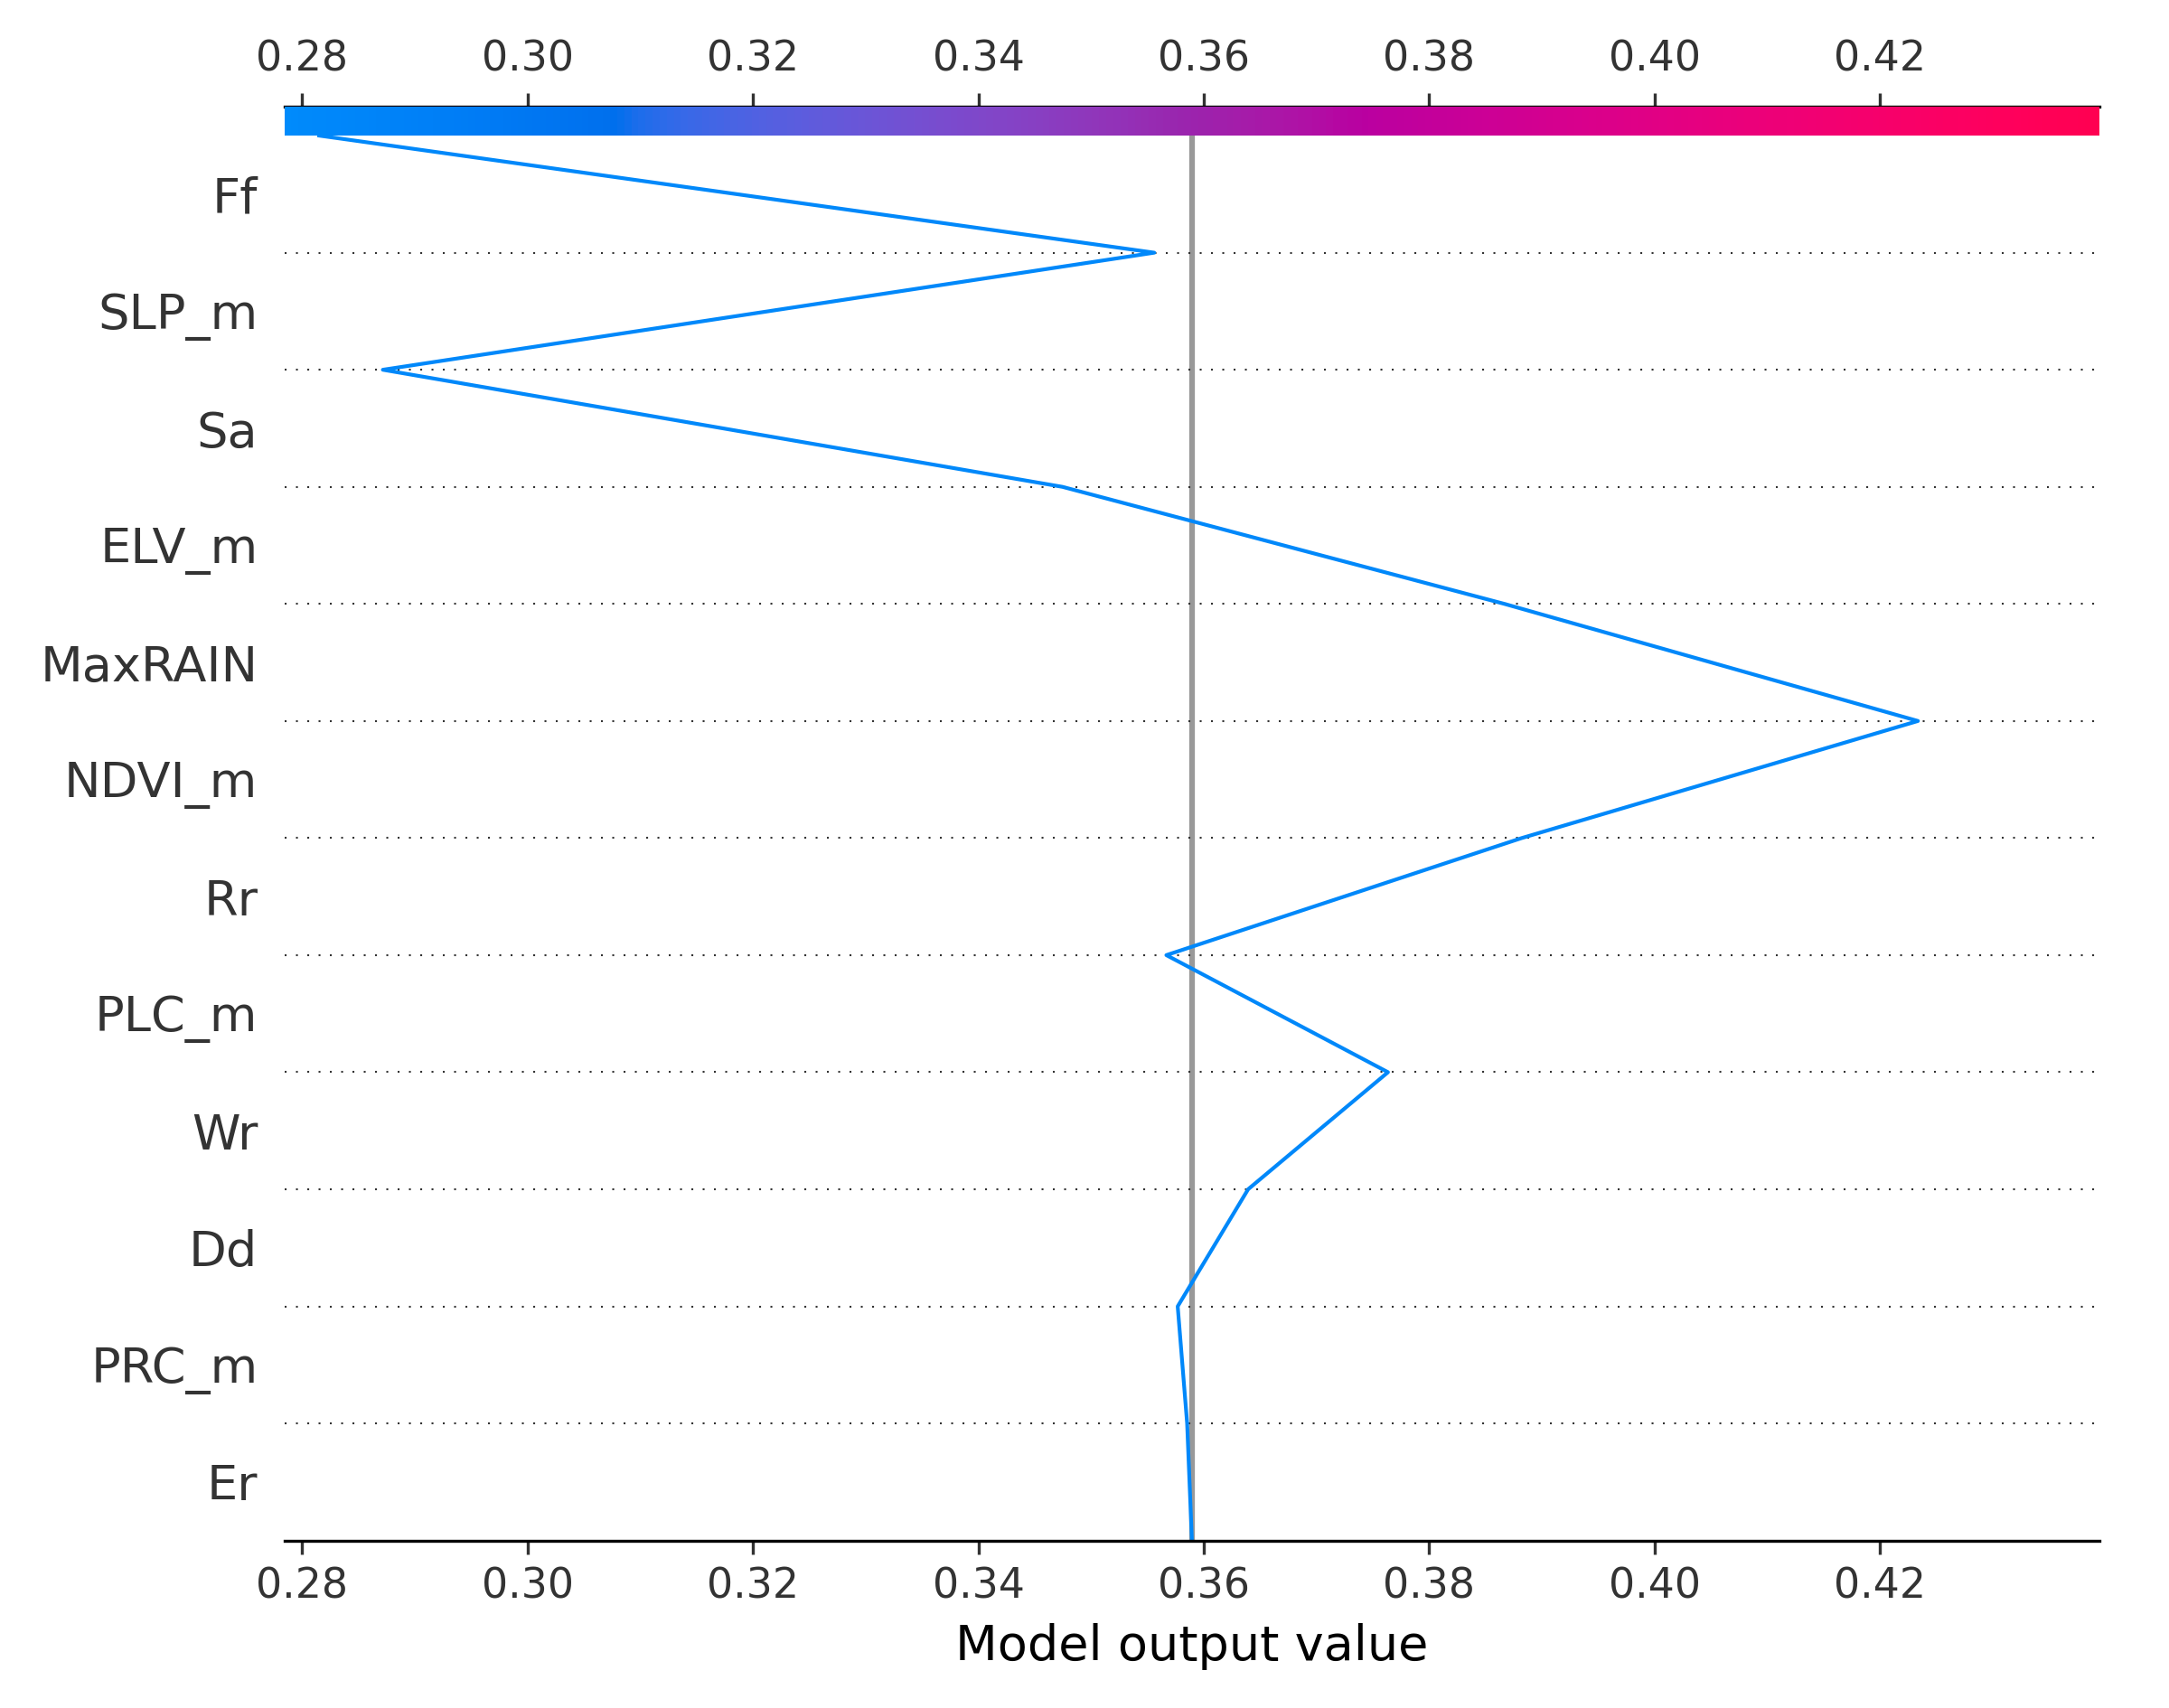 0.28 0.30 0.32 0.34 0.36 0.38 0.40 0.42
Ff
SLP_m
Sa
ELV_m
MaxRAIN
NDVI_m
Rr
PLC_m
Wr
Dd
PRC_m
Er
0.28 0.30 0.32 0.34 0.36 0.38 0.40 0.42
Model output value